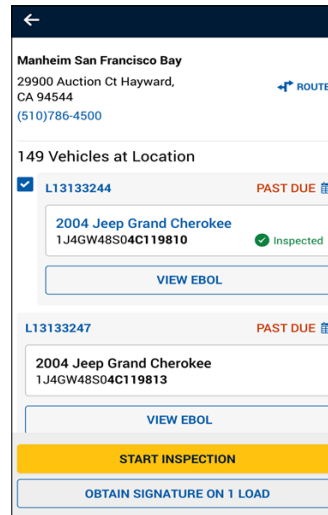 Manheim San Francisco Bay
29900 Auction Ct Hayward,
CA 94544
ROUTE
(510)786-4500
149 Vehicles at Location
L13133244 PAST DUE
2004 Jeep Grand Cherokee
1J4GW48S04C119810 Inspected
VIEW EBOL
L13133247 PAST DUE
2004 Jeep Grand Cherokee
1J4GW48S04C119813
VIEW EBOL
START INSPECTION
OBTAIN SIGNATURE ON 1 LOAD